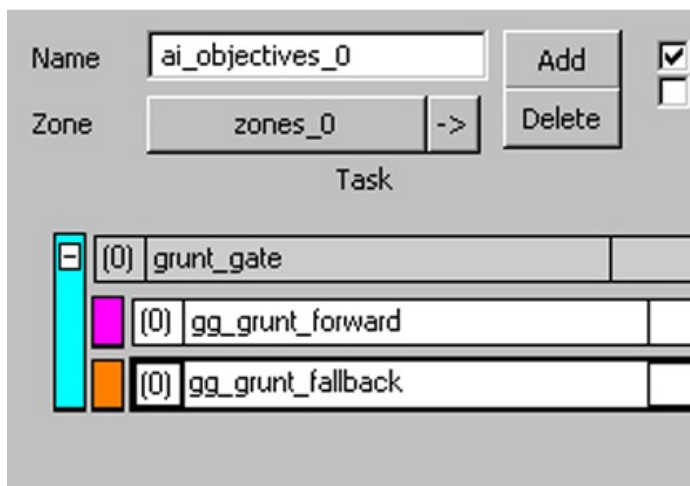 Name ai_objectives_0 Add
Zone zones_0 -> Delete
Task
(0) grunt_gate
(0) gg_grunt_forward
(0) gg_grunt_fallback